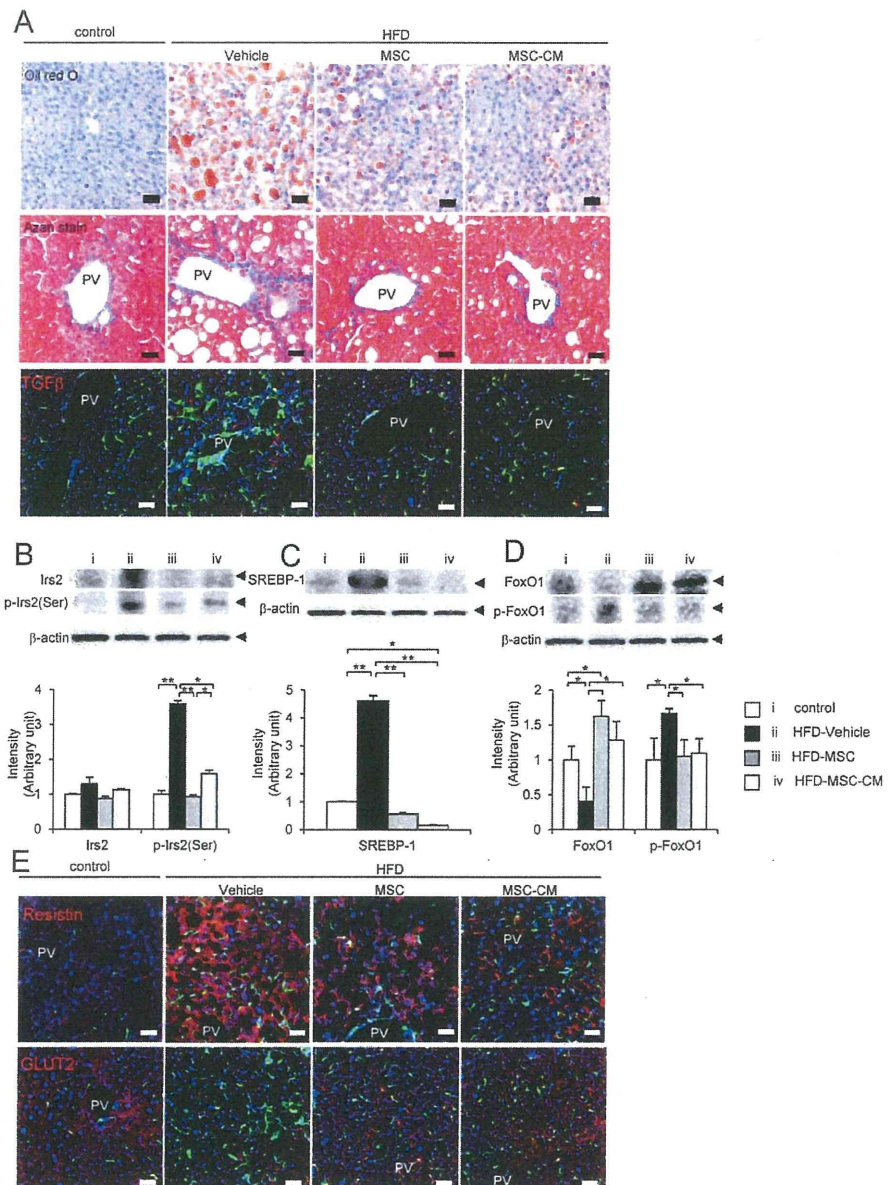 A
control
HFD
Vehicle
MSC
MSC-CM
Oil red O
Azan stain
PV
PV
PV
PV
TGFβ
PV
PV
PV
PV
B
i
ii
iii
iv
Irs2
p-Irs2(Ser)
β-actin
Intensity
(Arbitrary unit)
4
3
2
1
0
**
*
**
*
Irs2
p-Irs2(Ser)
C
i
ii
iii
iv
SREBP-1
β-actin
Intensity
(Arbitrary unit)
5
4
3
2
1
0
*
**
**
**
SREBP-1
D
i
ii
iii
iv
FoxO1
p-FoxO1
β-actin
Intensity
(Arbitrary unit)
2
1.5
1
0.5
0
*
*
*
*
*
*
FoxO1
p-FoxO1
i control
ii HFD-Vehicle
iii HFD-MSC
iv HFD-MSC-CM
E
control
HFD
Vehicle
MSC
MSC-CM
Resistin
PV
PV
PV
PV
GLUT2
PV
PV
PV